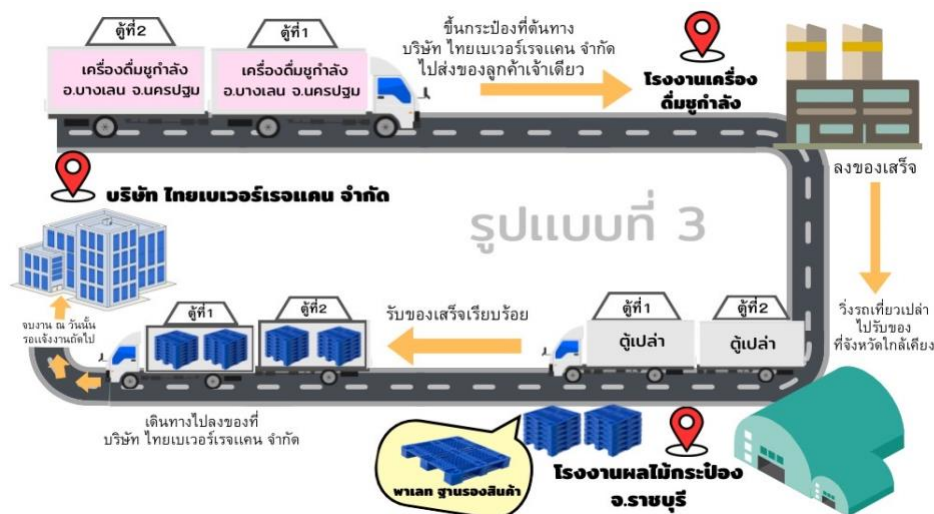 ตู้ที่2
ตู้ที่1
เครื่องดื่มชูกำลัง
อ.บางเลน จ.นครปฐม
เครื่องดื่มชูกำลัง
อ.บางเลน จ.นครปฐม
ขึ้นกระป๋องที่ต้นทาง
บริษัท ไทยเบเวอร์เรจแคน จำกัด
ไปส่งของลูกค้าเจ้าเดียว
โรงงานเครื่อง
ดื่มชูกำลัง
ลงของเสร็จ
บริษัท ไทยเบเวอร์เรจแคน จำกัด
รูปแบบที่ 3
วิ่งรถเที่ยวเปล่า
ไปรับของ
ที่จังหวัดใกล้เคียง
ตู้ที่1
ตู้ที่2
รับของเสร็จเรียบร้อย
ตู้ที่1
ตู้ที่2
ตู้เปล่า
ตู้เปล่า
จบงาน ณ วันนั้น
รอแจ้งงานถัดไป
เดินทางไปลงของที่
บริษัท ไทยเบเวอร์เรจแคน จำกัด
พาเลท ฐานรองสินค้า
โรงงานผลไม้กระป๋อง
จ.ราชบุรี